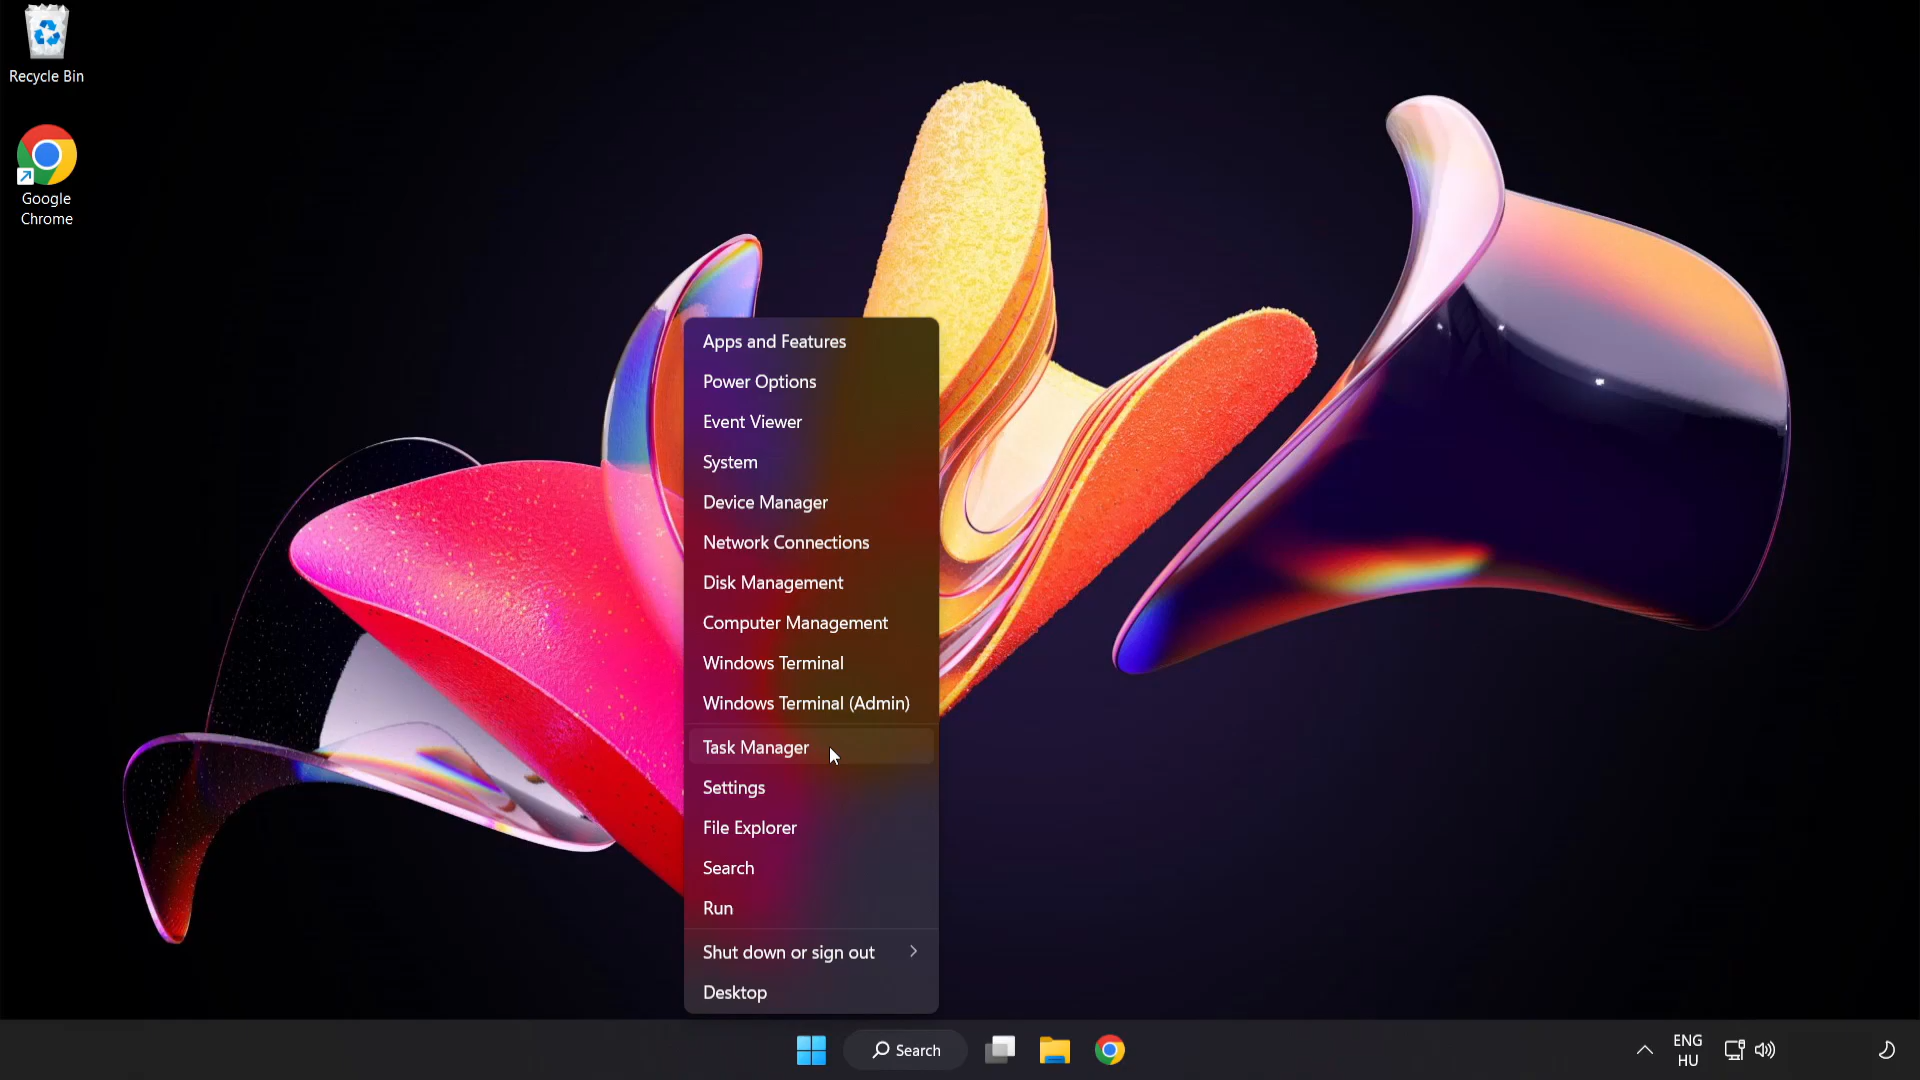 Recycle Bin
Google
Chrome
Apps and Features
Power Options
Event Viewer
System
Device Manager
Network Connections
Disk Management
Computer Management
Windows Terminal
Windows Terminal (Admin)
Task Manager
Settings
File Explorer
Search
Run
Shut down or sign out
Desktop
Search
ENG
HU